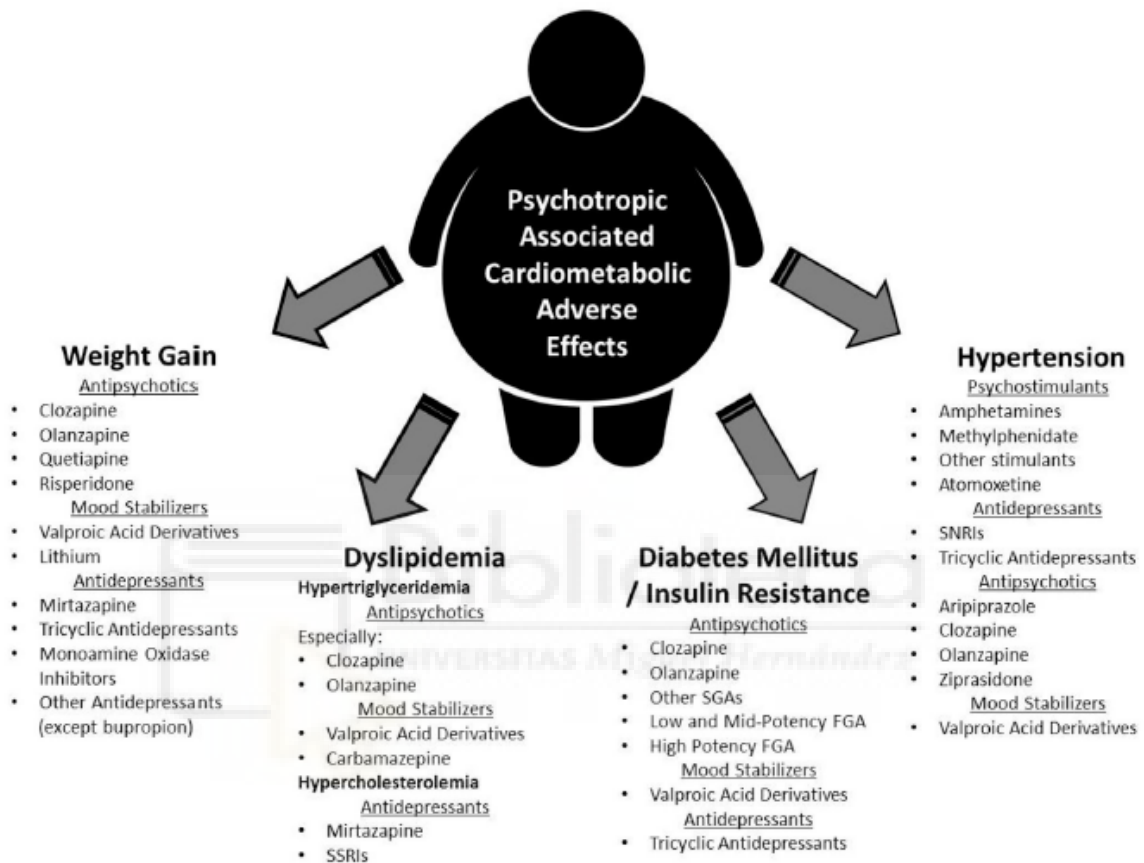 Psychotropic
Associated
Cardiometabolic
Adverse
Effects
Weight Gain
Antipsychotics
• Clozapine
• Olanzapine
• Quetiapine
• Risperidone
Mood Stabilizers
• Valproic Acid Derivatives
• Lithium
Antidepressants
• Mirtazapine
• Tricyclic Antidepressants
• Monoamine Oxidase
Inhibitors
• Other Antidepressants
(except bupropion)
Dyslipidemia
Hypertriglyceridemia
Antipsychotics
Especially:
• Clozapine
• Olanzapine
Mood Stabilizers
• Valproic Acid Derivatives
• Carbamazepine
Hypercholesterolemia
Antidepressants
• Mirtazapine
• SSRIs
Diabetes Mellitus
/ Insulin Resistance
Antipsychotics
• Clozapine
• Olanzapine
• Other SGAs
• Low and Mid-Potency FGA
• High Potency FGA
Mood Stabilizers
• Valproic Acid Derivatives
Antidepressants
• Tricyclic Antidepressants
Hypertension
Psychostimulants
• Amphetamines
• Methylphenidate
• Other stimulants
• Atomoxetine
Antidepressants
• SNRIs
• Tricyclic Antidepressants
Antipsychotics
• Aripiprazole
• Clozapine
• Olanzapine
• Ziprasidone
Mood Stabilizers
• Valproic Acid Derivatives
Biblioteca
UNIVERSITAS Miguel Hernández